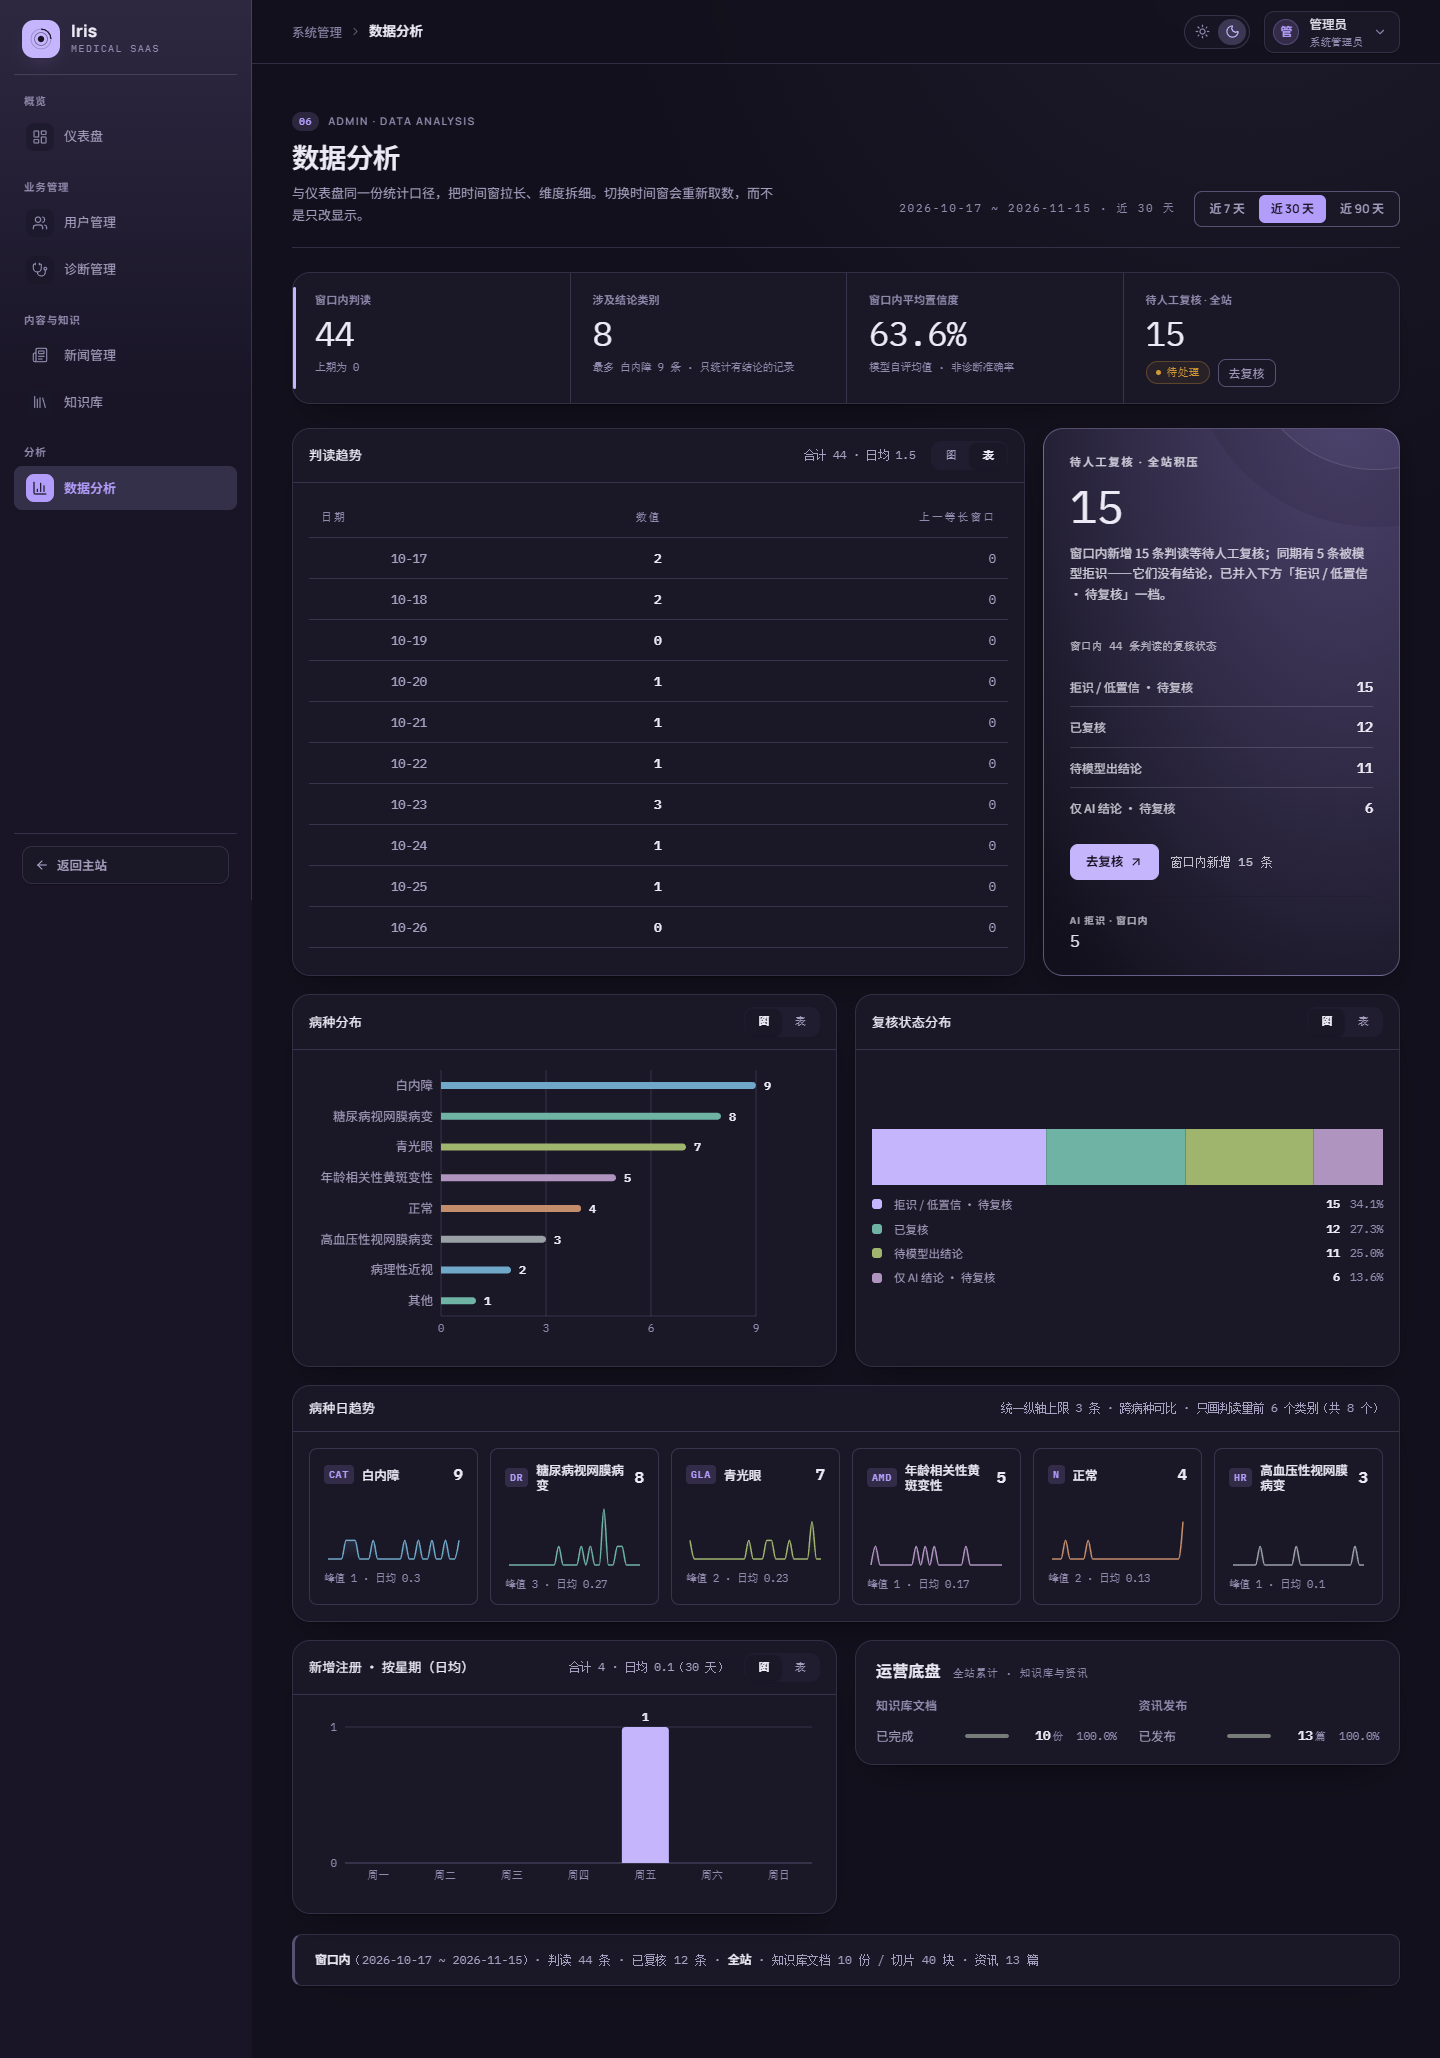 Iris
MEDICAL SAAS
概览
仪表盘
业务管理
用户管理
诊断管理
内容与知识
新闻管理
知识库
分析
数据分析
返回主站
系统管理 > 数据分析
管
管理员
系统管理员
06 ADMIN · DATA ANALYSIS
数据分析
与仪表盘同一份统计口径，把时间窗拉长、维度拆细。切换时间窗会重新取数，而不
是只改显示。
2026-10-17 ~ 2026-11-15 · 近 30 天
近 7 天 近 30 天 近 90 天
窗口内判读
44
上期为 0
涉及结论类别
8
最多 白内障 9 条 · 只统计有结论的记录
窗口内平均置信度
63.6%
模型自评均值 · 非诊断准确率
待人工复核 · 全站
15
待处理 去复核
判读趋势 合计 44 · 日均 1.5 图 表
日期 数值 上一等长窗口
10-17 2 0
10-18 2 0
10-19 0 0
10-20 1 0
10-21 1 0
10-22 1 0
10-23 3 0
10-24 1 0
10-25 1 0
10-26 0 0
待人工复核 · 全站积压
15
窗口内新增 15 条判读等待人工复核；同期有 5 条被模
型拒识——它们没有结论，已并入下方「拒识 / 低置信
· 待复核」一档。
窗口内 44 条判读的复核状态
拒识 / 低置信 · 待复核 15
已复核 12
待模型出结论 11
仅 AI 结论 · 待复核 6
去复核 窗口内新增 15 条
AI 拒识 · 窗口内
5
病种分布 图 表
白内障 9
糖尿病视网膜病变 8
青光眼 7
年龄相关性黄斑变性 5
正常 4
高血压性视网膜病变 3
病理性近视 2
其他 1
0 3 6 9
复核状态分布 图 表
拒识 / 低置信 · 待复核 15 34.1%
已复核 12 27.3%
待模型出结论 11 25.0%
仅 AI 结论 · 待复核 6 13.6%
病种日趋势 统一纵轴上限 3 条 · 跨病种可比 · 只画判读量前 6 个类别（共 8 个）
CAT 白内障 9
峰值 1 · 日均 0.3
DR 糖尿病视网膜病
变 8
峰值 3 · 日均 0.27
GLA 青光眼 7
峰值 2 · 日均 0.23
AMD 年龄相关性黄
斑变性 5
峰值 1 · 日均 0.17
N 正常 4
峰值 2 · 日均 0.13
HR 高血压性视网膜
病变 3
峰值 1 · 日均 0.1
新增注册 · 按星期（日均） 合计 4 · 日均 0.1（30 天） 图 表
1
1
0
周一 周二 周三 周四 周五 周六 周日
运营底盘 全站累计 · 知识库与资讯
知识库文档
已完成 10份 100.0%
资讯发布
已发布 13篇 100.0%
窗口内（2026-10-17 ~ 2026-11-15）· 判读 44 条 · 已复核 12 条 · 全站 · 知识库文档 10 份 / 切片 40 块 · 资讯 13 篇